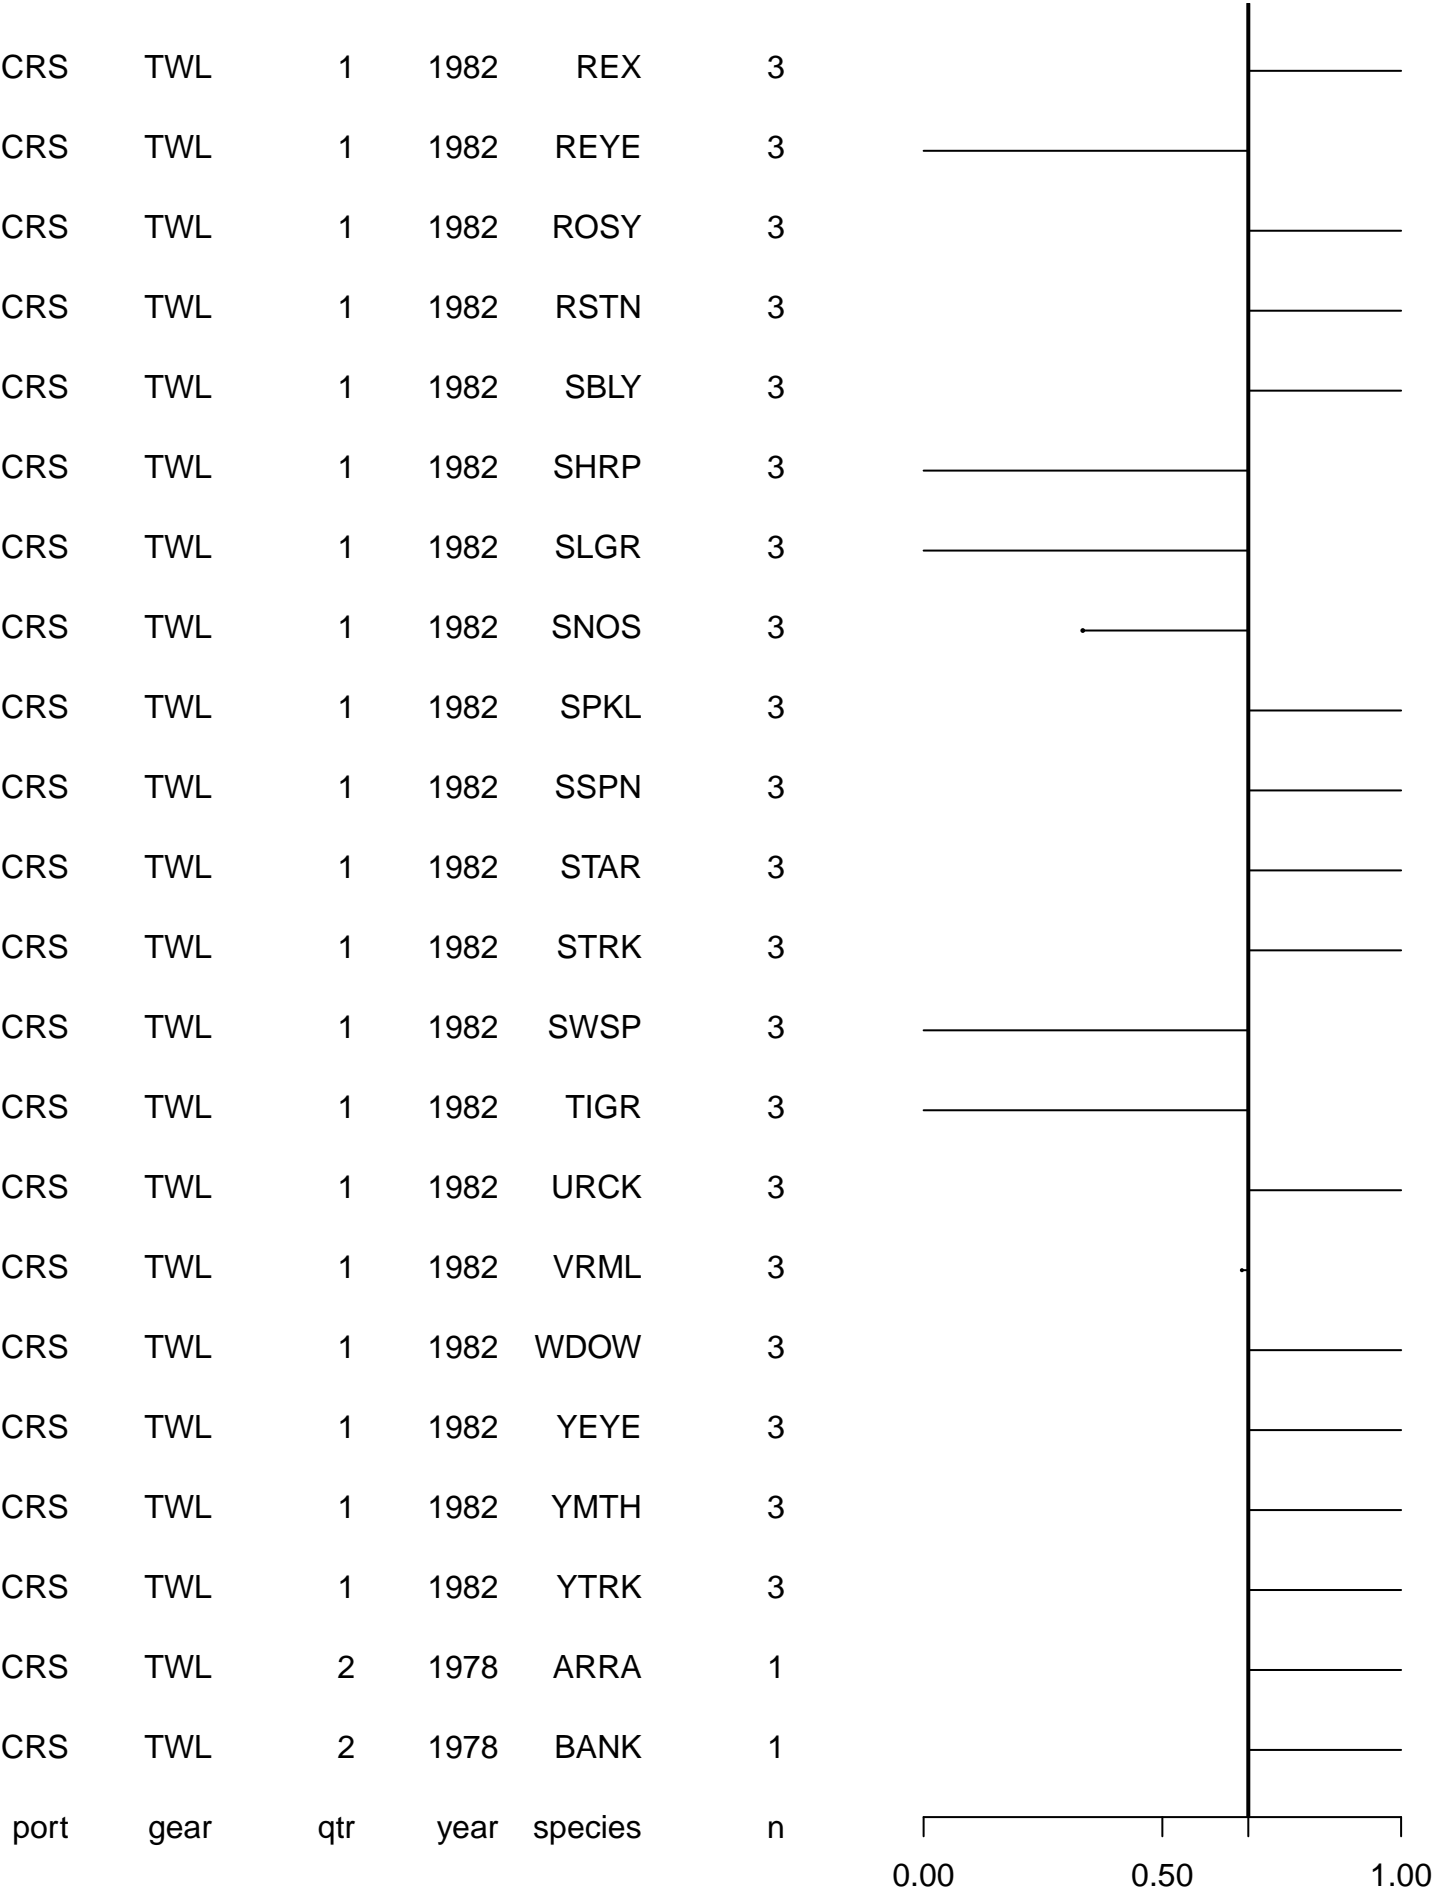 CRS TWL 1 1982 REX 3
CRS TWL 1 1982 REYE 3
CRS TWL 1 1982 ROSY 3
CRS TWL 1 1982 RSTN 3
CRS TWL 1 1982 SBLY 3
CRS TWL 1 1982 SHRP 3
CRS TWL 1 1982 SLGR 3
CRS TWL 1 1982 SNOS 3
CRS TWL 1 1982 SPKL 3
CRS TWL 1 1982 SSPN 3
CRS TWL 1 1982 STAR 3
CRS TWL 1 1982 STRK 3
CRS TWL 1 1982 SWSP 3
CRS TWL 1 1982 TIGR 3
CRS TWL 1 1982 URCK 3
CRS TWL 1 1982 VRML 3
CRS TWL 1 1982 WDOW 3
CRS TWL 1 1982 YEYE 3
CRS TWL 1 1982 YMTH 3
CRS TWL 1 1982 YTRK 3
CRS TWL 2 1978 ARRA 1
CRS TWL 2 1978 BANK 1
port gear qtr year species n
0.00 0.50 1.00